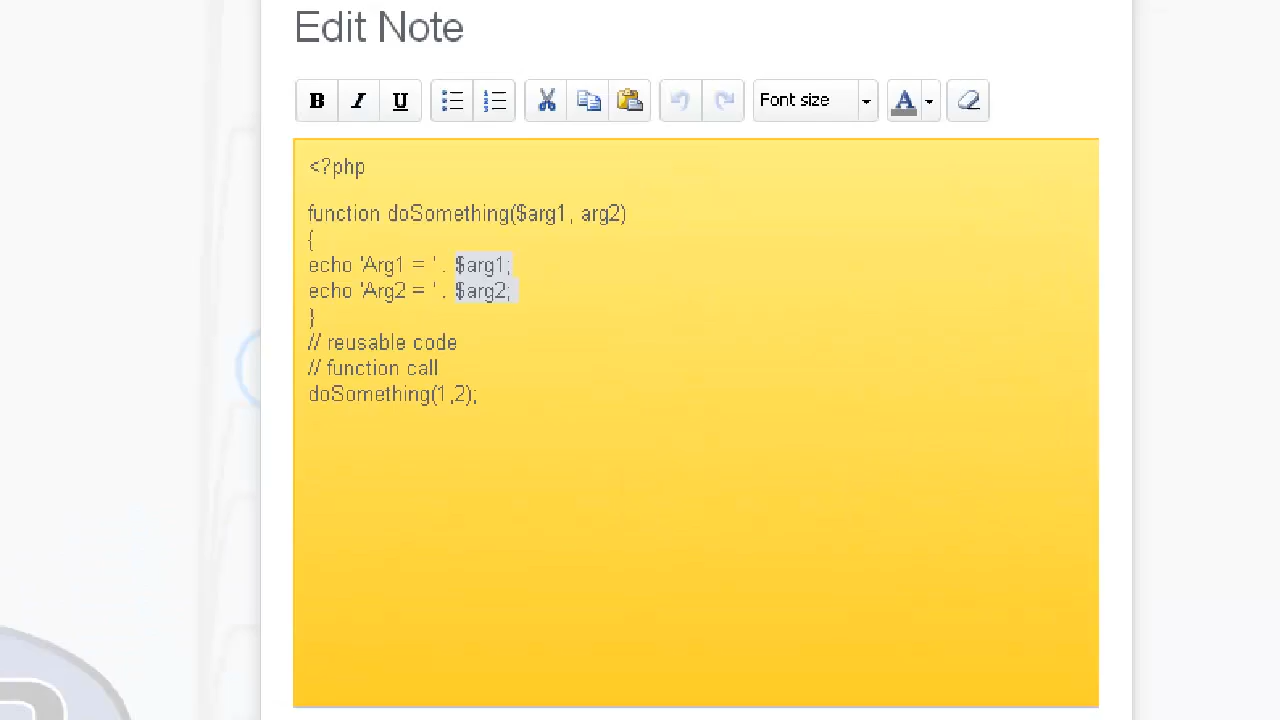 Edit Note
B I U Font size A
<?php
function doSomething($arg1, arg2)
{
echo 'Arg1 = ' . $arg1;
echo 'Arg2 = ' . $arg2;
}
// reusable code
// function call
doSomething(1,2);